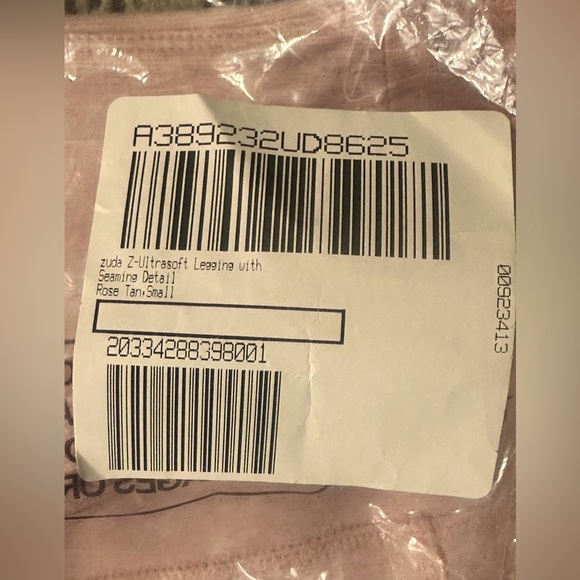 A389232UD8625
zuda Z-Ultrasoft Legging with
Seaming Detail
Rose Tan,Small
20334288398001
00923413